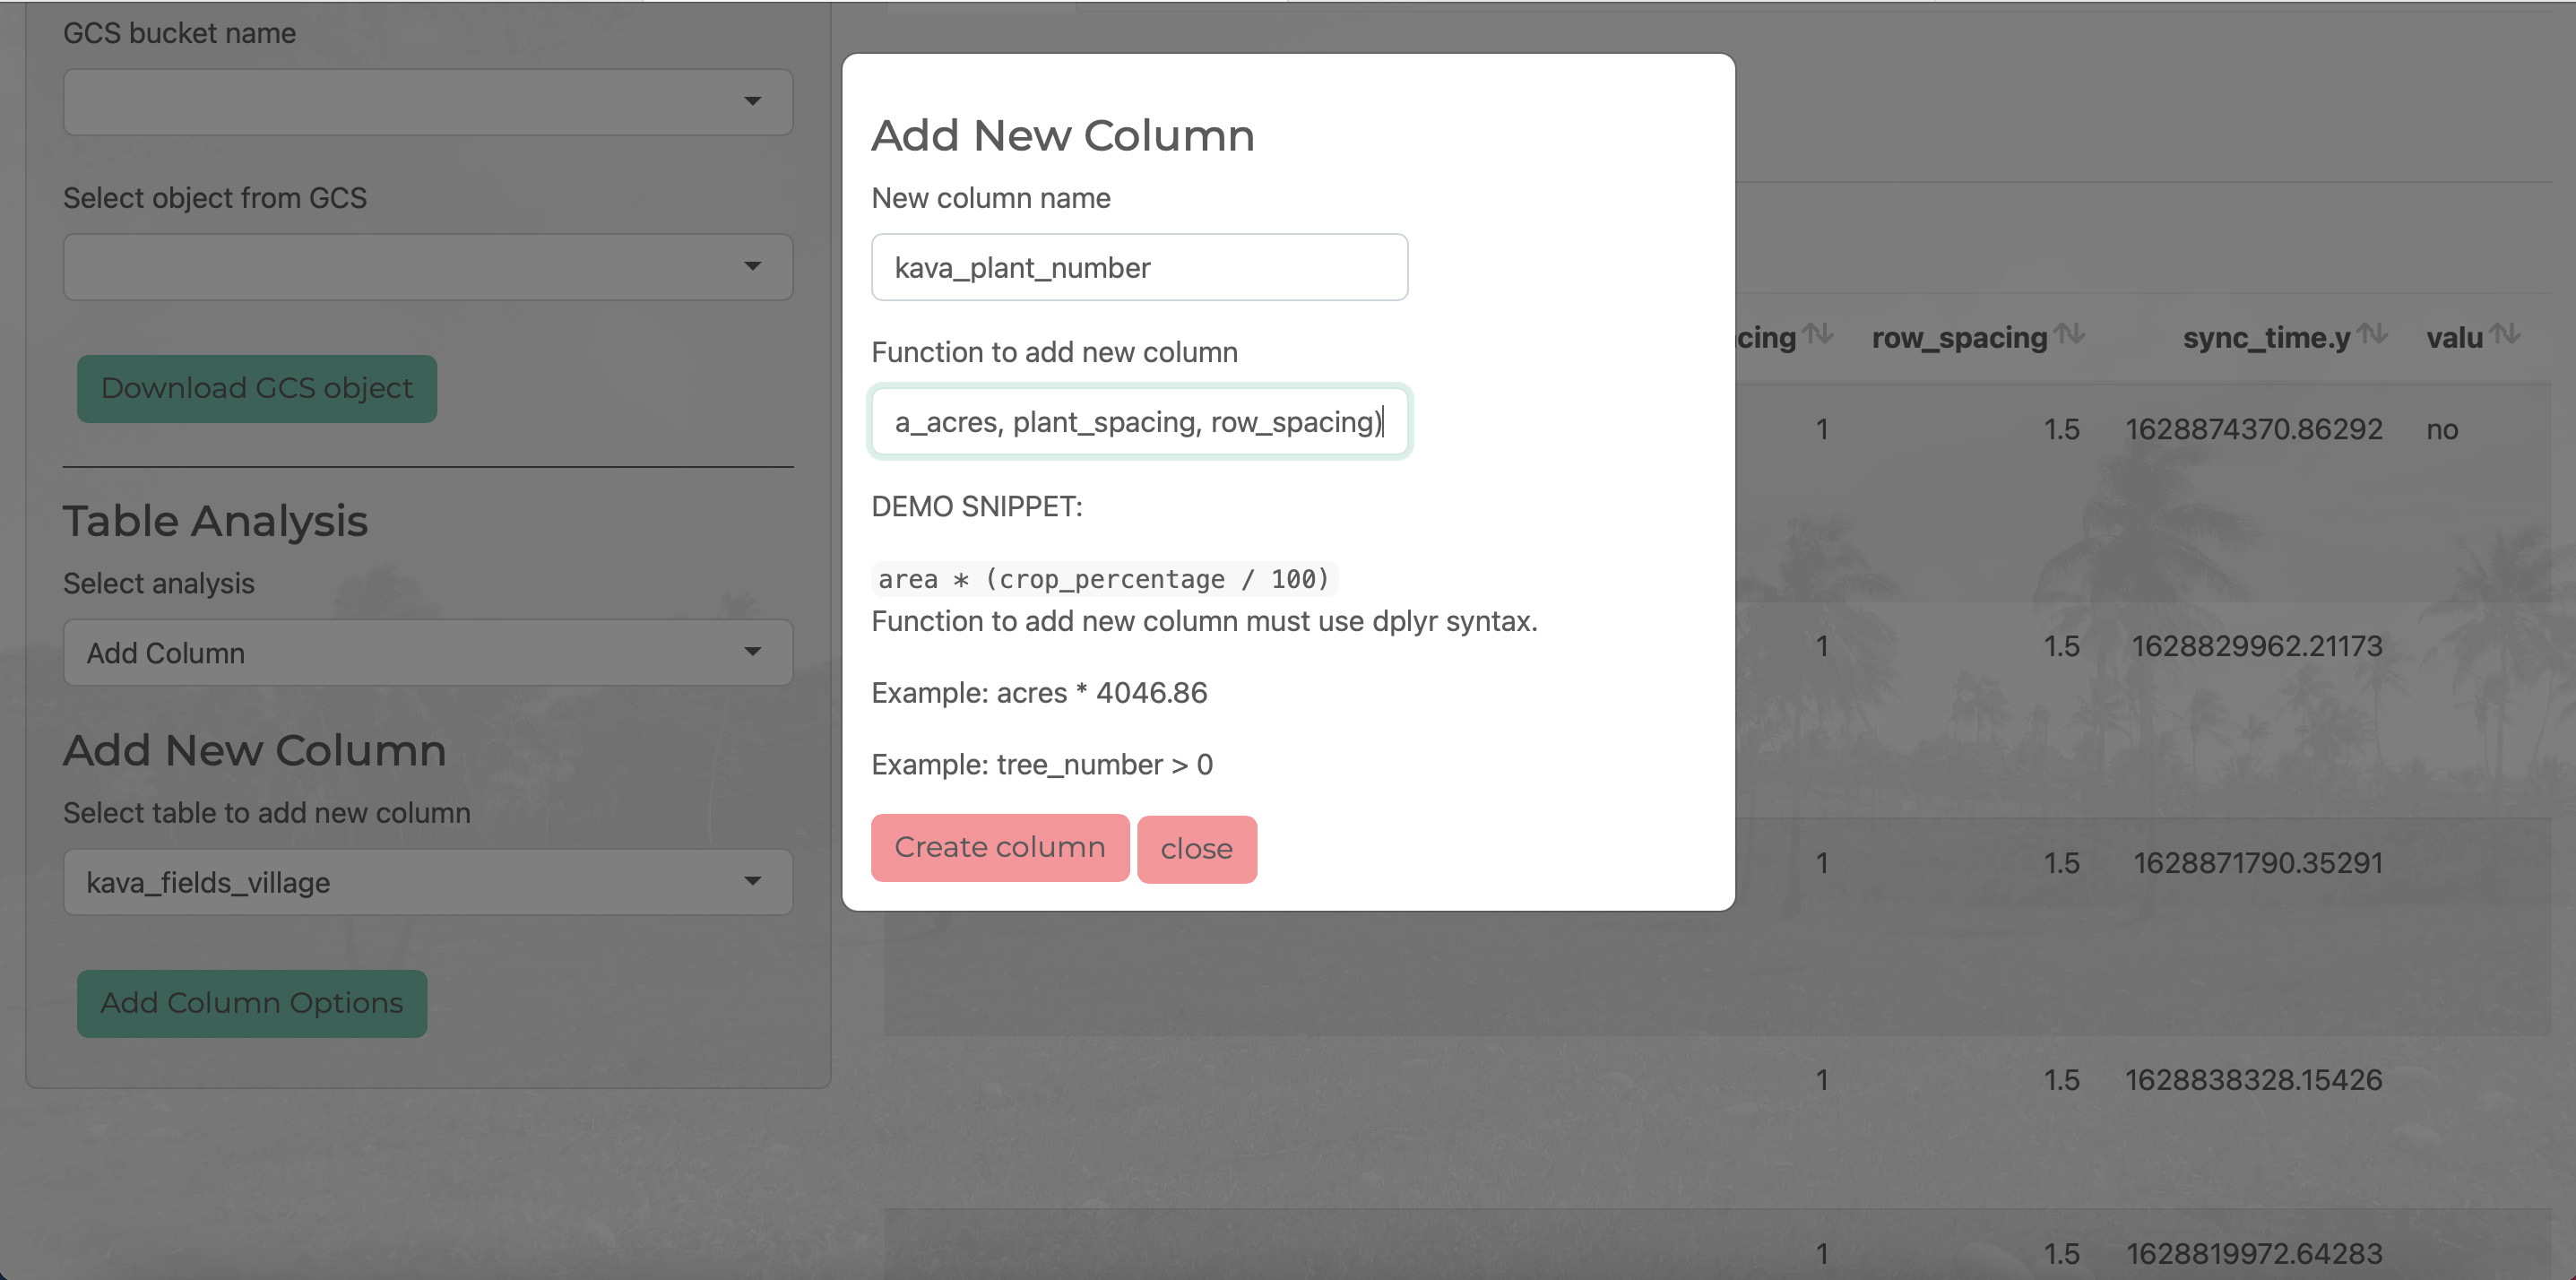 GCS bucket name
Select object from GCS
Download GCS object
Table Analysis
Select analysis
Add Column
Add New Column
Select table to add new column
kava_fields_village
Add Column Options
Add New Column
New column name
kava_plant_number
Function to add new column
a_acres, plant_spacing, row_spacing)
DEMO SNIPPET:
area * (crop_percentage / 100)
Function to add new column must use dplyr syntax.
Example: acres * 4046.86
Example: tree_number > 0
Create column close
cing row_spacing sync_time.y valu
1 1.5 1628874370.86292 no
1 1.5 1628829962.21173
1 1.5 1628871790.35291
1 1.5 1628838328.15426
1 1.5 1628819972.64283